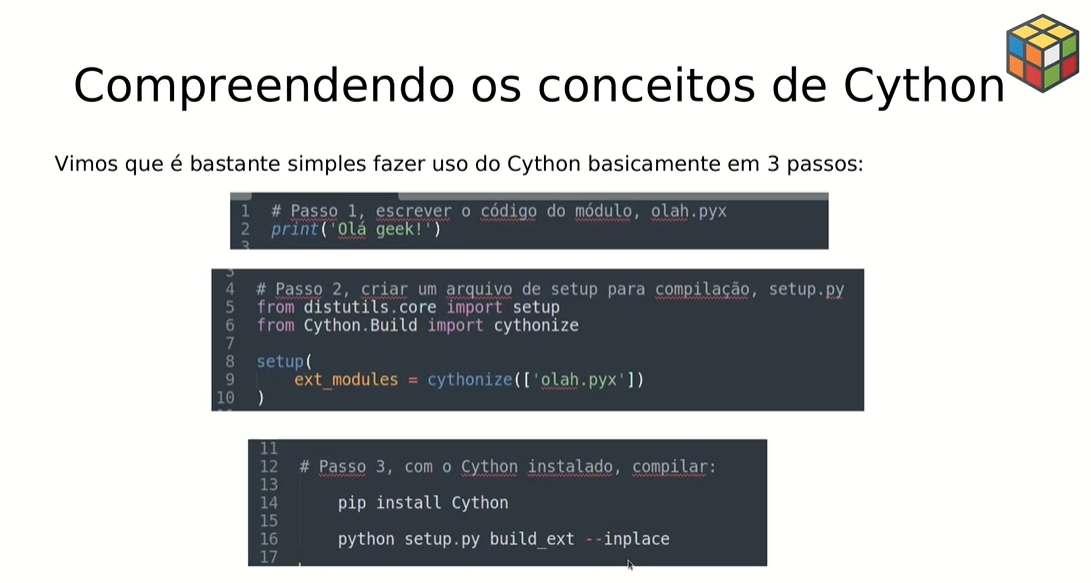 Compreendendo os conceitos de Cython
Vimos que é bastante simples fazer uso do Cython basicamente em 3 passos:
1 # Passo 1, escrever o código do módulo, olah.pyx
2 print('Olá geek!')
3
3
4 # Passo 2, criar um arquivo de setup para compilação, setup.py
5 from distutils.core import setup
6 from Cython.Build import cythonize
7
8 setup(
9 ext_modules = cythonize(['olah.pyx'])
10 )
11
12 # Passo 3, com o Cython instalado, compilar:
13
14 pip install Cython
15
16 python setup.py build_ext --inplace
17